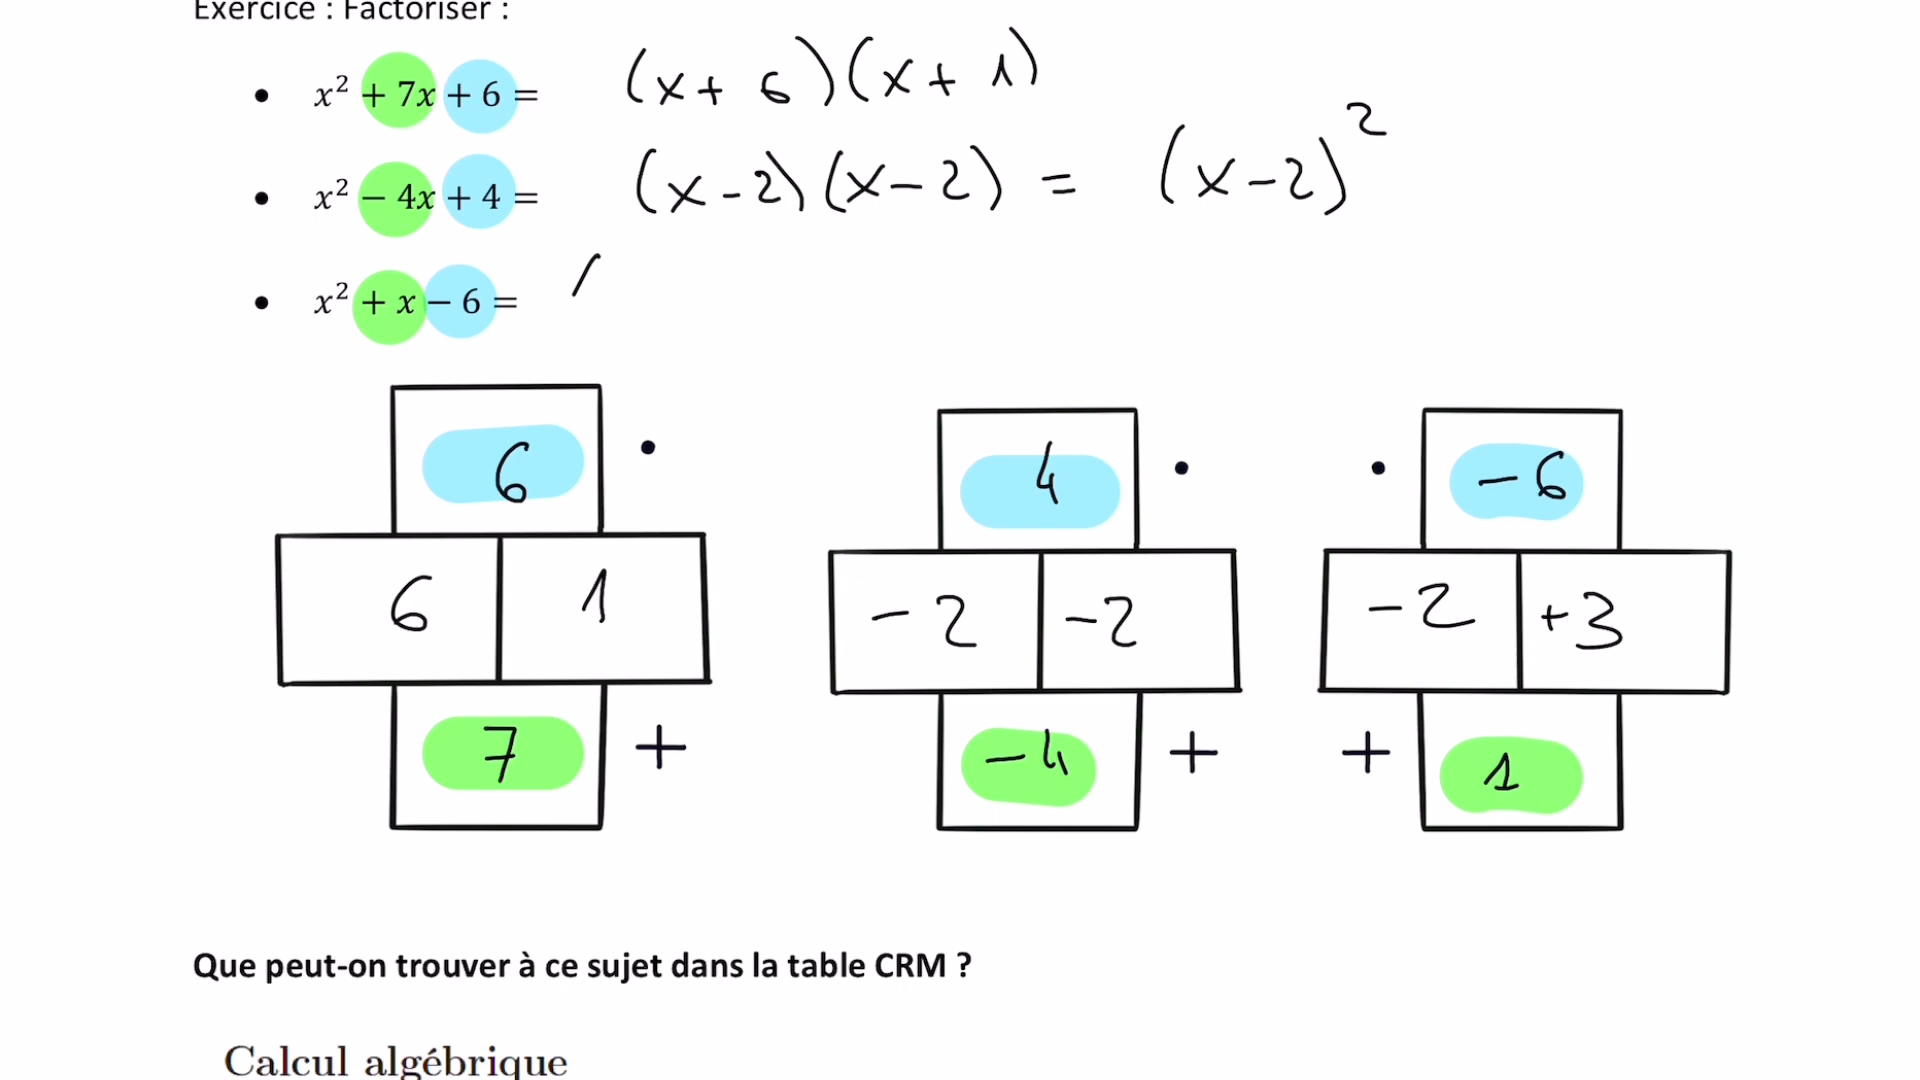 Exercice : Factoriser :
• x² + 7x + 6 = (x + 6)(x + 1)
• x² − 4x + 4 = (x − 2)(x − 2) = (x − 2)²
• x² + x − 6 = (
6 • 4 • • −6
6 1 −2 −2 −2 +3
7 + −4 + + 1
Que peut-on trouver à ce sujet dans la table CRM ?
Calcul algébrique